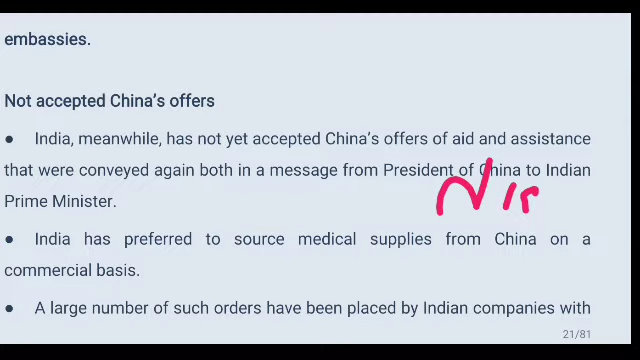 embassies.
Not accepted China's offers
● India, meanwhile, has not yet accepted China's offers of aid and assistance
that were conveyed again both in a message from President of China to Indian
Prime Minister.
● India has preferred to source medical supplies from China on a
commercial basis.
● A large number of such orders have been placed by Indian companies with
21/81